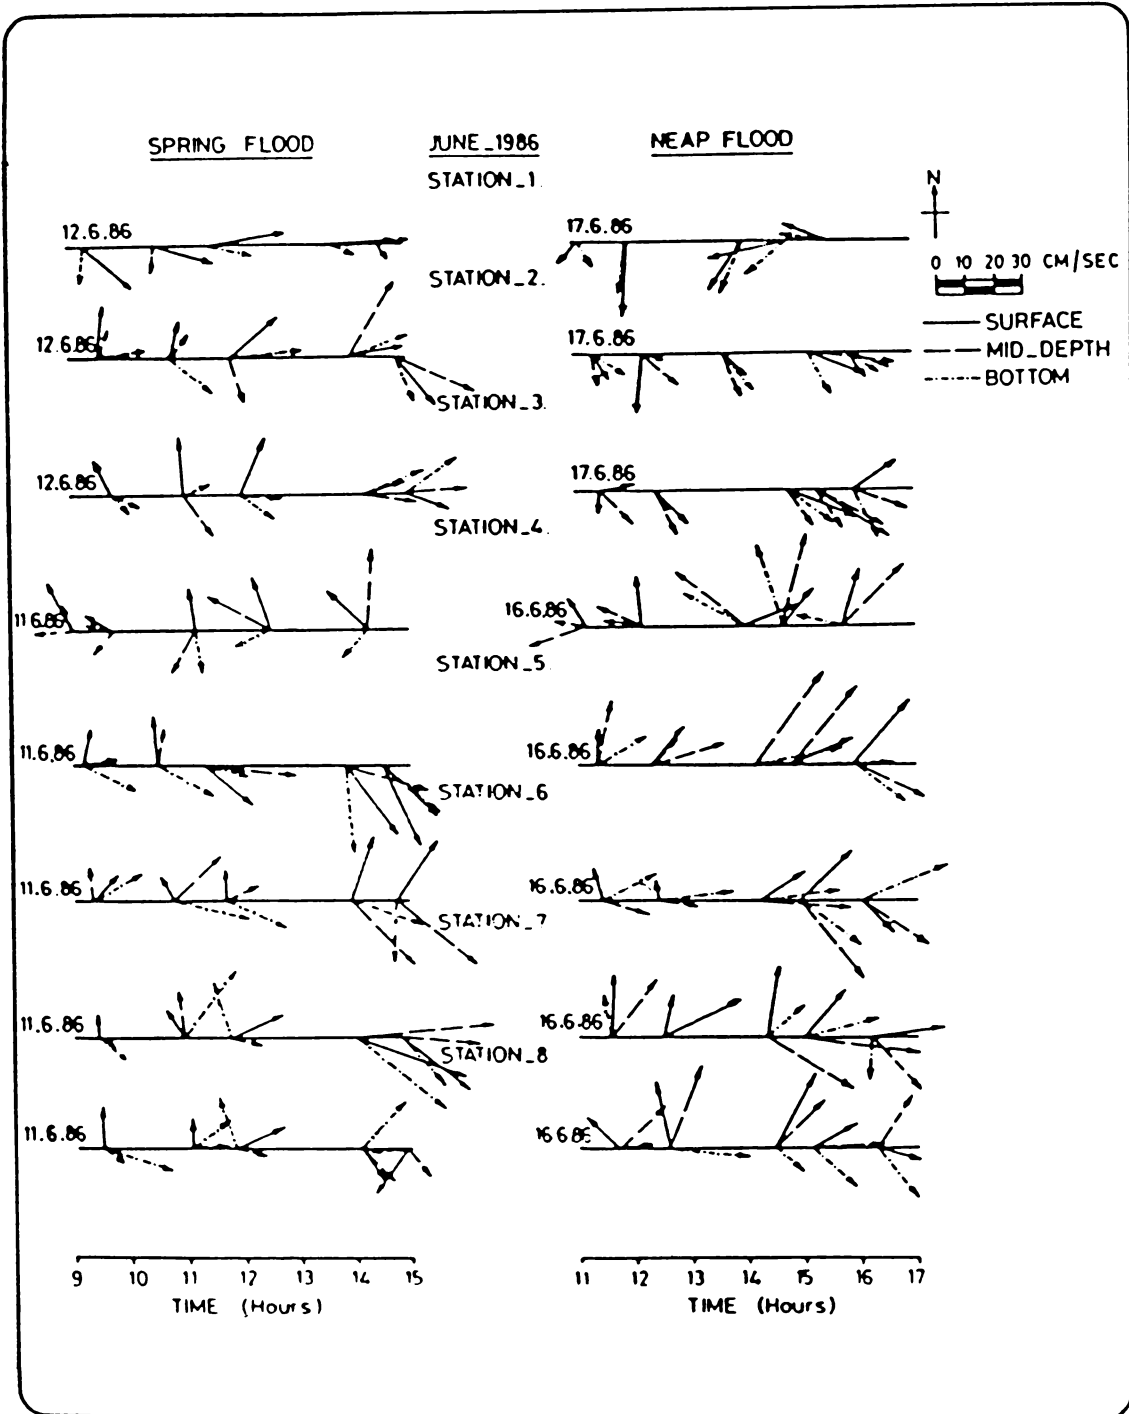 SPRING FLOOD
JUNE_1986
NEAP FLOOD
STATION_1.
N
0 10 20 30 CM/SEC
SURFACE
MID_DEPTH
BOTTOM
12.6.86
17.6.86
STATION_2.
12.6.86
17.6.86
STATION_3.
12.6.86
17.6.86
STATION_4.
11.6.86
16.6.86
STATION_5.
11.6.86
16.6.86
STATION_6
11.6.86
16.6.86
STATION_7
11.6.86
16.6.86
STATION_8
11.6.86
16.6.86
9 10 11 12 13 14 15
TIME (Hours)
11 12 13 14 15 16 17
TIME (Hours)